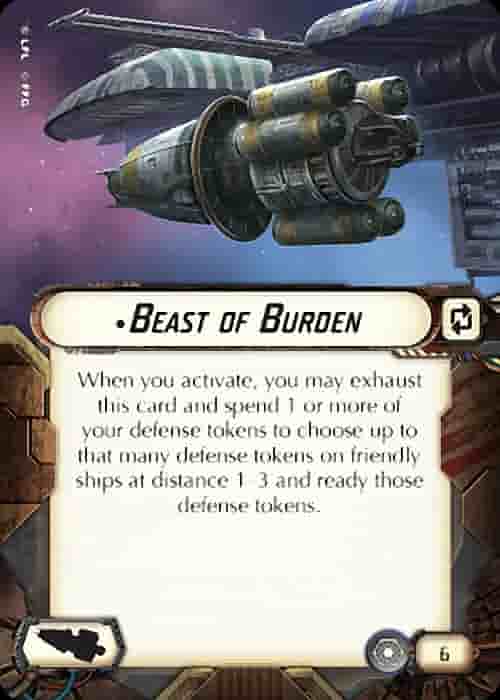 © LFL © FFG
•Beast of Burden
When you activate, you may exhaust
this card and spend 1 or more of
your defense tokens to choose up to
that many defense tokens on friendly
ships at distance 1–3 and ready those
defense tokens.
6